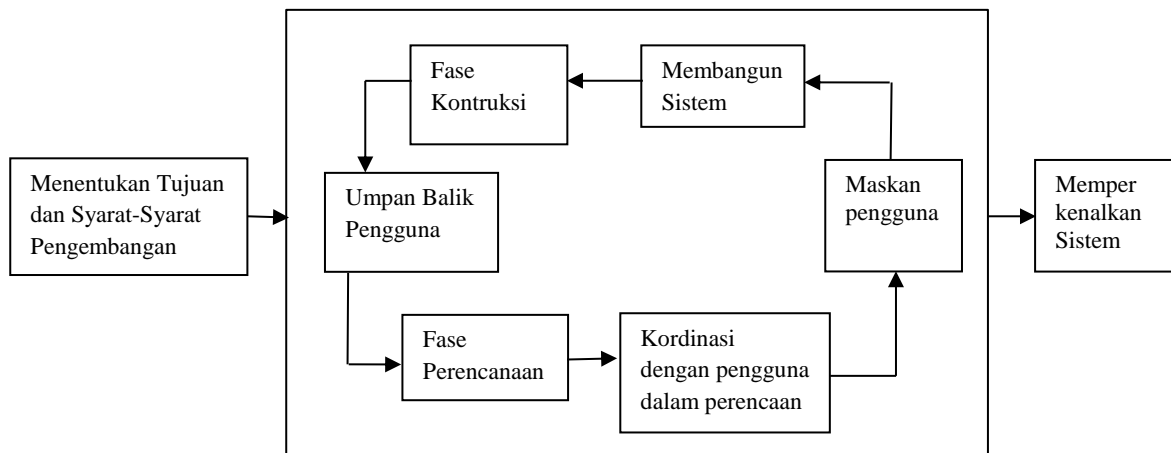 Menentukan Tujuan
dan Syarat-Syarat
Pengembangan
Fase
Kontruksi
Membangun
Sistem
Umpan Balik
Pengguna
Maskan
pengguna
Fase
Perencanaan
Kordinasi
dengan pengguna
dalam perencaan
Memper
kenalkan
Sistem